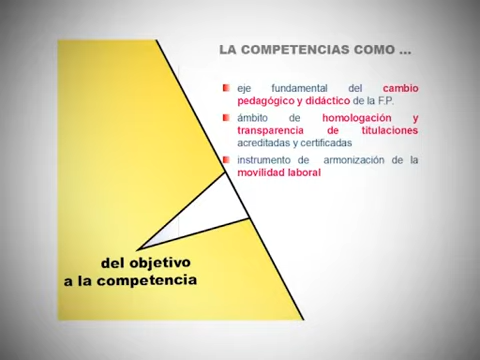 LA COMPETENCIAS COMO ...
eje fundamental del cambio
pedagógico y didáctico de la F.P.
ámbito de homologación y
transparencia de titulaciones
acreditadas y certificadas
instrumento de armonización de la
movilidad laboral
del objetivo
a la competencia